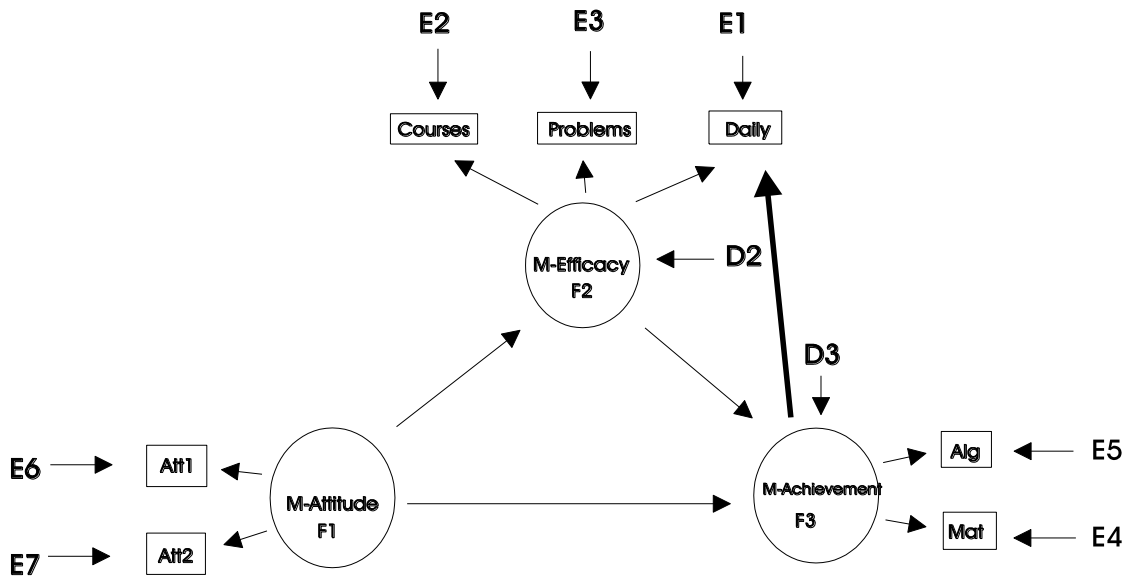 E2 E3 E1
Courses Problems Daily
M-Efficacy
F2
D2
D3
E6 Att1
M-Attitude
F1
E7 Att2
M-Achievement
F3
Alg E5
Mat E4